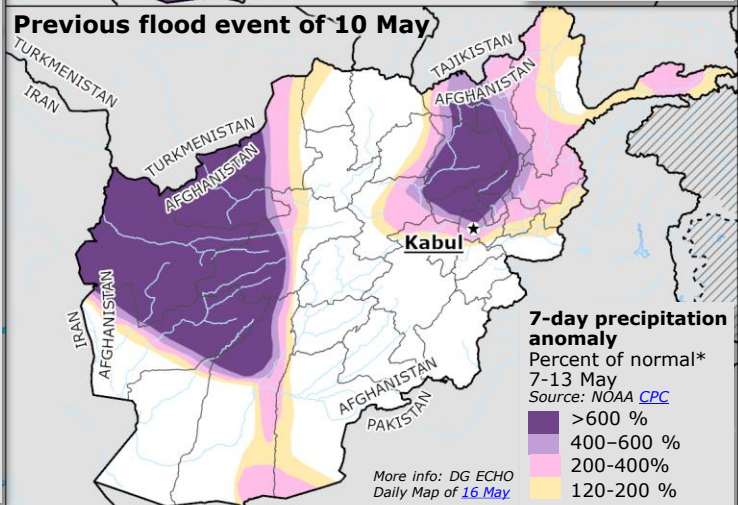 Previous flood event of 10 May
TURKMENISTAN
IRAN
TAJIKISTAN
AFGHANISTAN
TURKMENISTAN
AFGHANISTAN
Kabul
IRAN
AFGHANISTAN
AFGHANISTAN
PAKISTAN
7-day precipitation
anomaly
Percent of normal*
7-13 May
Source: NOAA CPC
>600 %
400–600 %
200-400%
120-200 %
More info: DG ECHO
Daily Map of 16 May